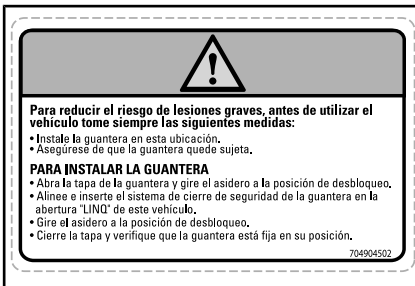 Para reducir el riesgo de lesiones graves, antes de utilizar el
vehículo tome siempre las siguientes medidas:
• Instale la guantera en esta ubicación.
• Asegúrese de que la guantera quede sujeta.
PARA INSTALAR LA GUANTERA
• Abra la tapa de la guantera y gire el asidero a la posición de desbloqueo.
• Alinee e inserte el sistema de cierre de seguridad de la guantera en la
abertura "LINQ" de este vehículo.
• Gire el asidero a la posición de desbloqueo.
• Cierre la tapa y verifique que la guantera está fija en su posición.
704904502